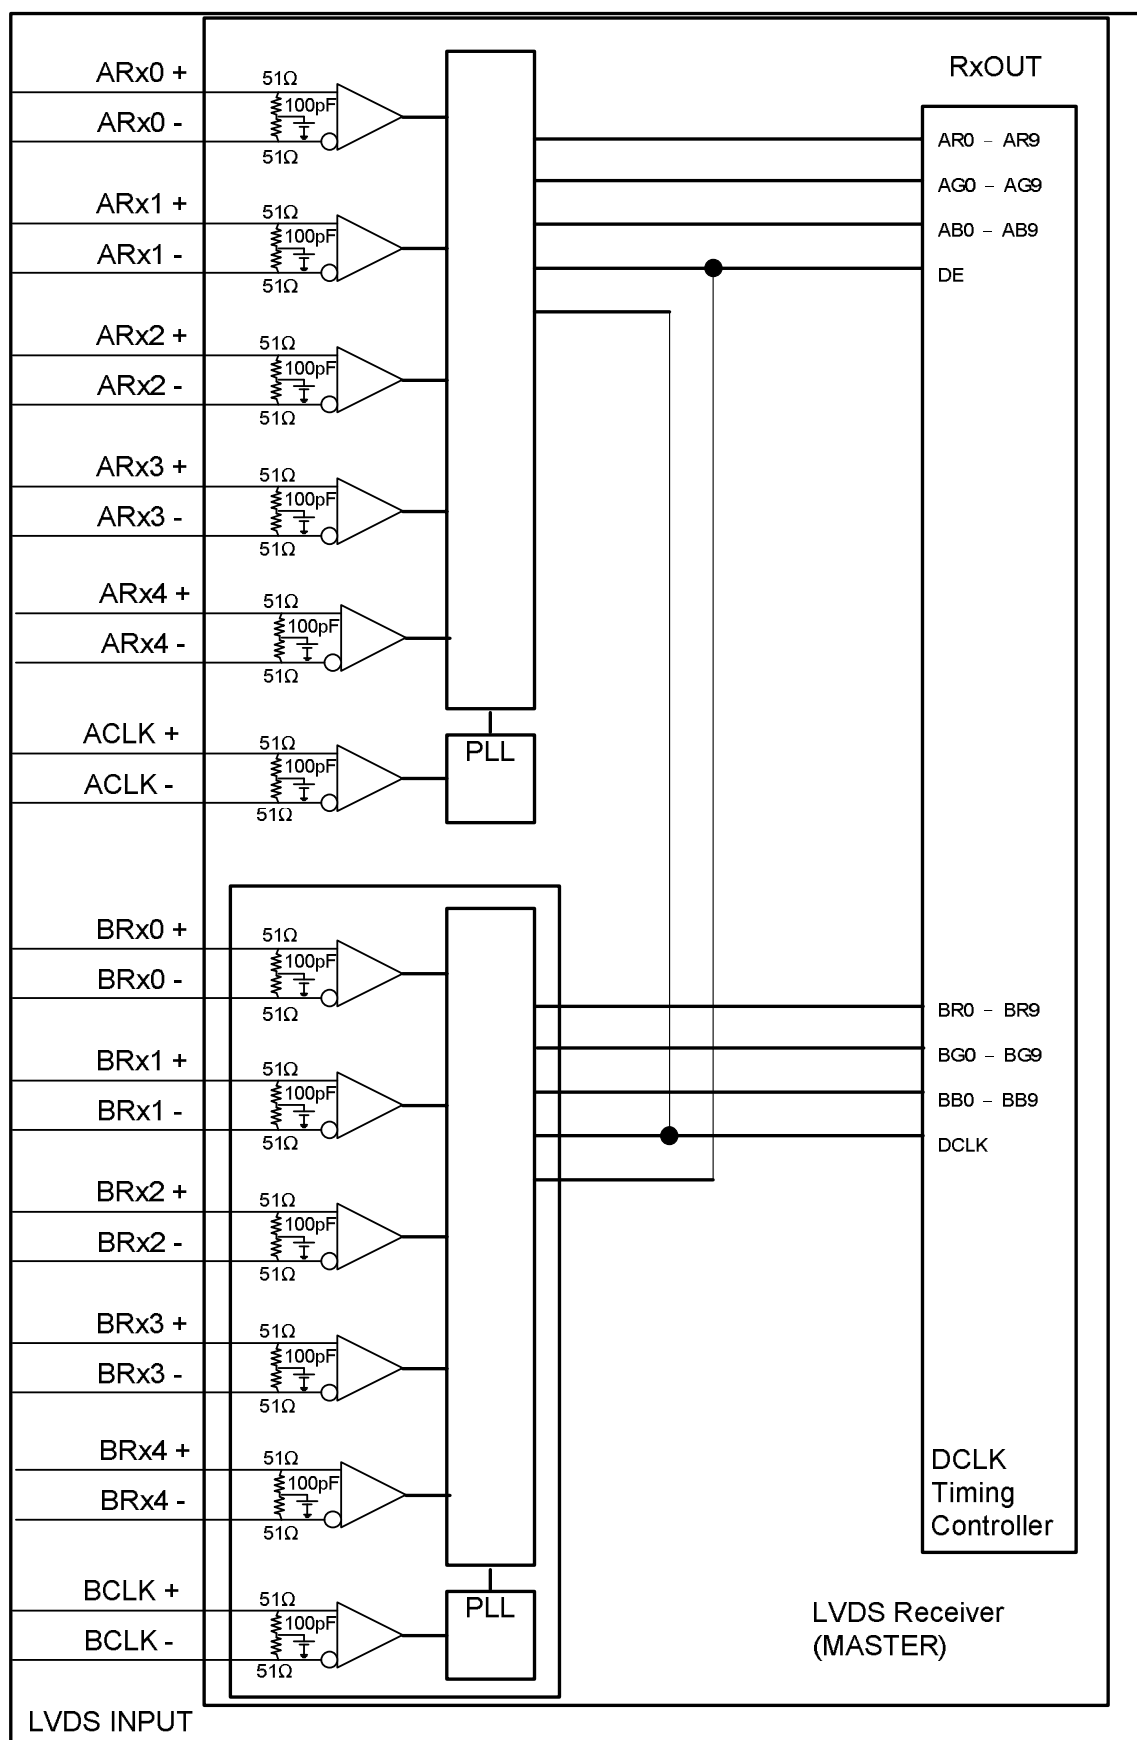 RxOUT
ARx0 +
51Ω
100pF
ARx0 -
51Ω
AR0 – AR9
AG0 – AG9
ARx1 +
51Ω
100pF
AB0 – AB9
ARx1 -
51Ω
DE
ARx2 +
51Ω
100pF
ARx2 -
51Ω
ARx3 +
51Ω
100pF
ARx3 -
51Ω
ARx4 +
51Ω
100pF
ARx4 -
51Ω
ACLK +
51Ω
PLL
100pF
ACLK -
51Ω
BRx0 +
51Ω
100pF
BRx0 -
51Ω
BR0 – BR9
BRx1 +
51Ω
BG0 – BG9
100pF
BB0 – BB9
BRx1 -
51Ω
DCLK
BRx2 +
51Ω
100pF
BRx2 -
51Ω
BRx3 +
51Ω
100pF
BRx3 -
51Ω
BRx4 +
51Ω
100pF
BRx4 -
51Ω
DCLK
Timing
Controller
BCLK +
51Ω
PLL
100pF
BCLK -
51Ω
LVDS Receiver
(MASTER)
LVDS INPUT